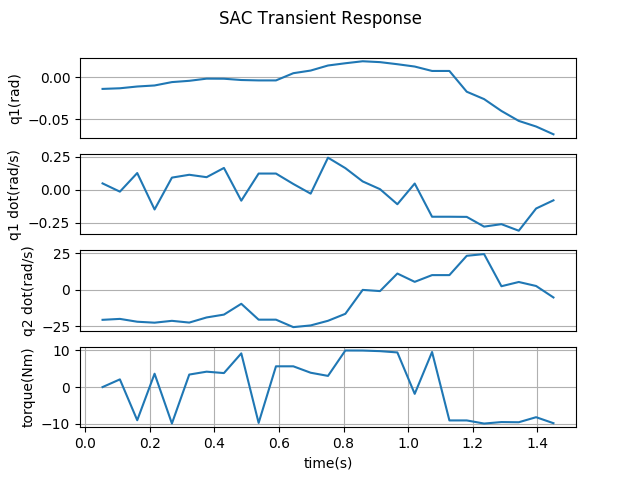 SAC Transient Response
q1(rad)
0.00
−0.05
q1 dot(rad/s)
0.25
0.00
−0.25
q2 dot(rad/s)
25
0
−25
torque(Nm)
10
0
−10
0.0 0.2 0.4 0.6 0.8 1.0 1.2 1.4
time(s)